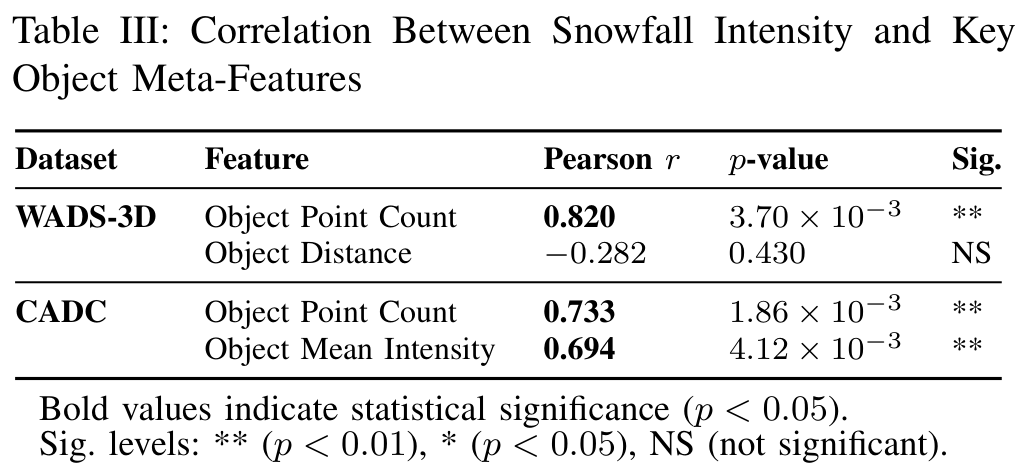 Table III: Correlation Between Snowfall Intensity and Key
Object Meta-Features
Dataset Feature Pearson r p-value Sig.
WADS-3D Object Point Count 0.820 3.70 × 10⁻³ **
Object Distance −0.282 0.430 NS
CADC Object Point Count 0.733 1.86 × 10⁻³ **
Object Mean Intensity 0.694 4.12 × 10⁻³ **
Bold values indicate statistical significance (p < 0.05).
Sig. levels: ** (p < 0.01), * (p < 0.05), NS (not significant).